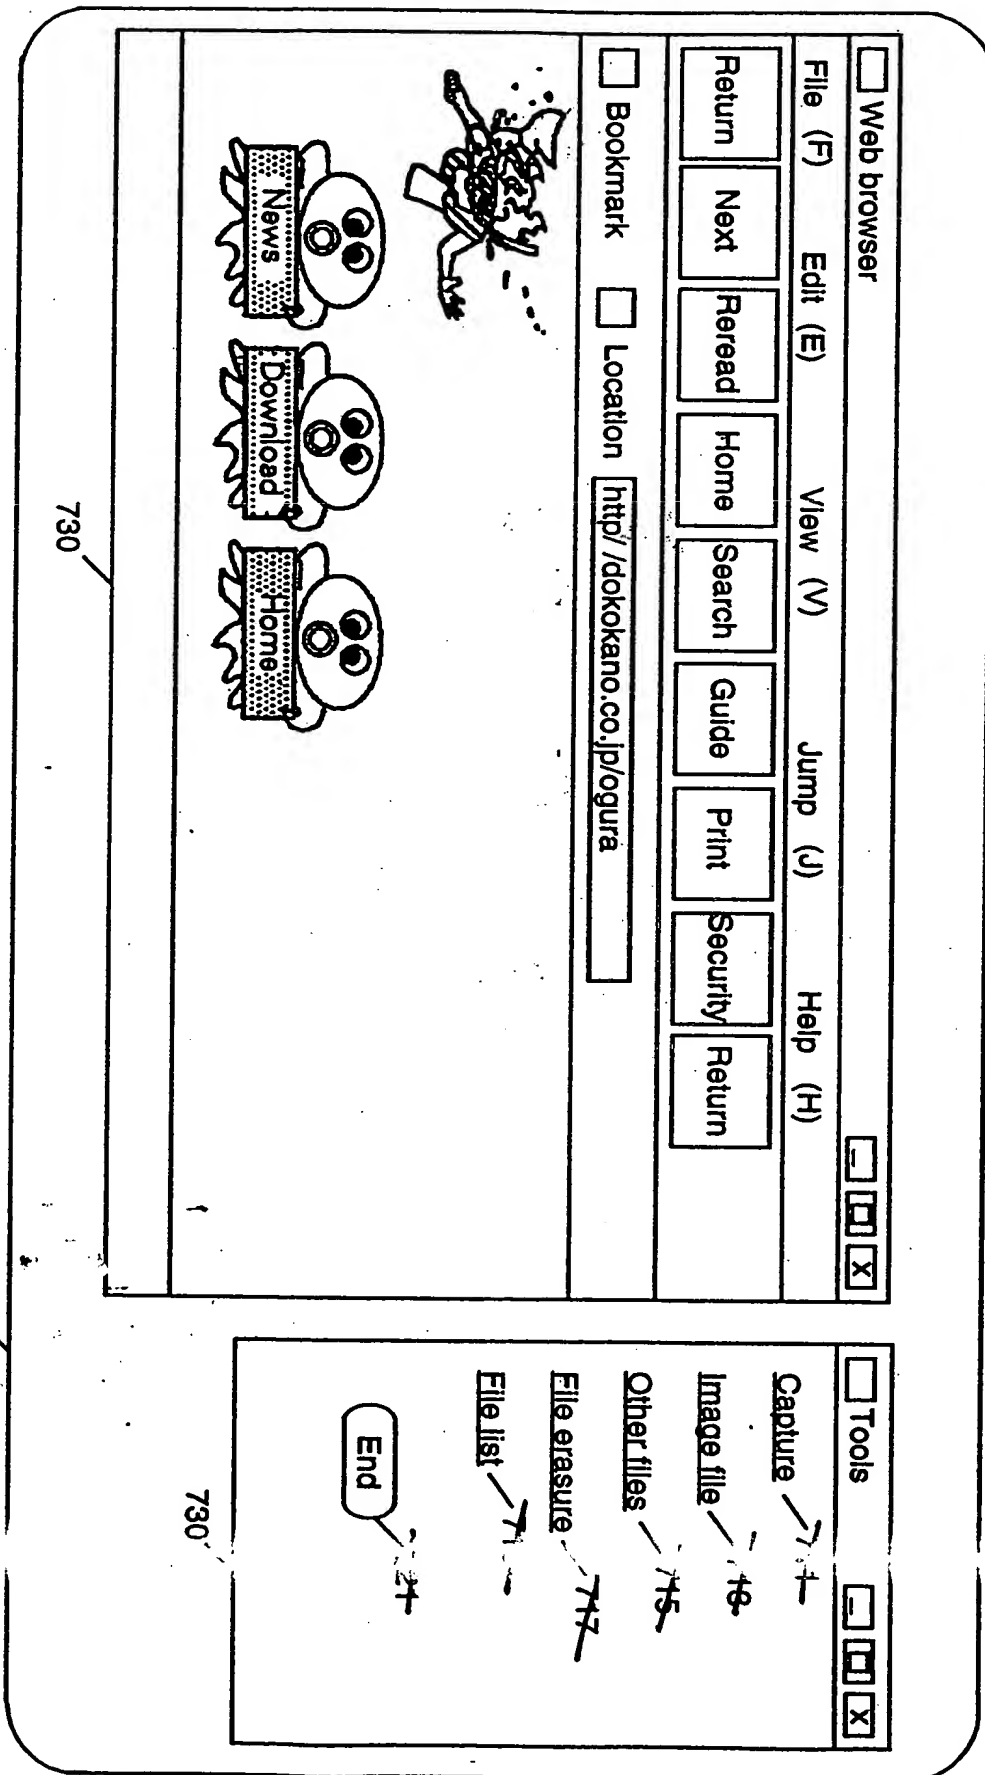 Web browser
File (F) Edit (E) View (V) Jump (J) Help (H)
Return Next Reread Home Search Guide Print Security Return
Bookmark Location http//dokokano.co.jp/ogura
News Download Home
730
Tools
Capture
Image file
Other files 715
File erasure 717
File list
End
730'